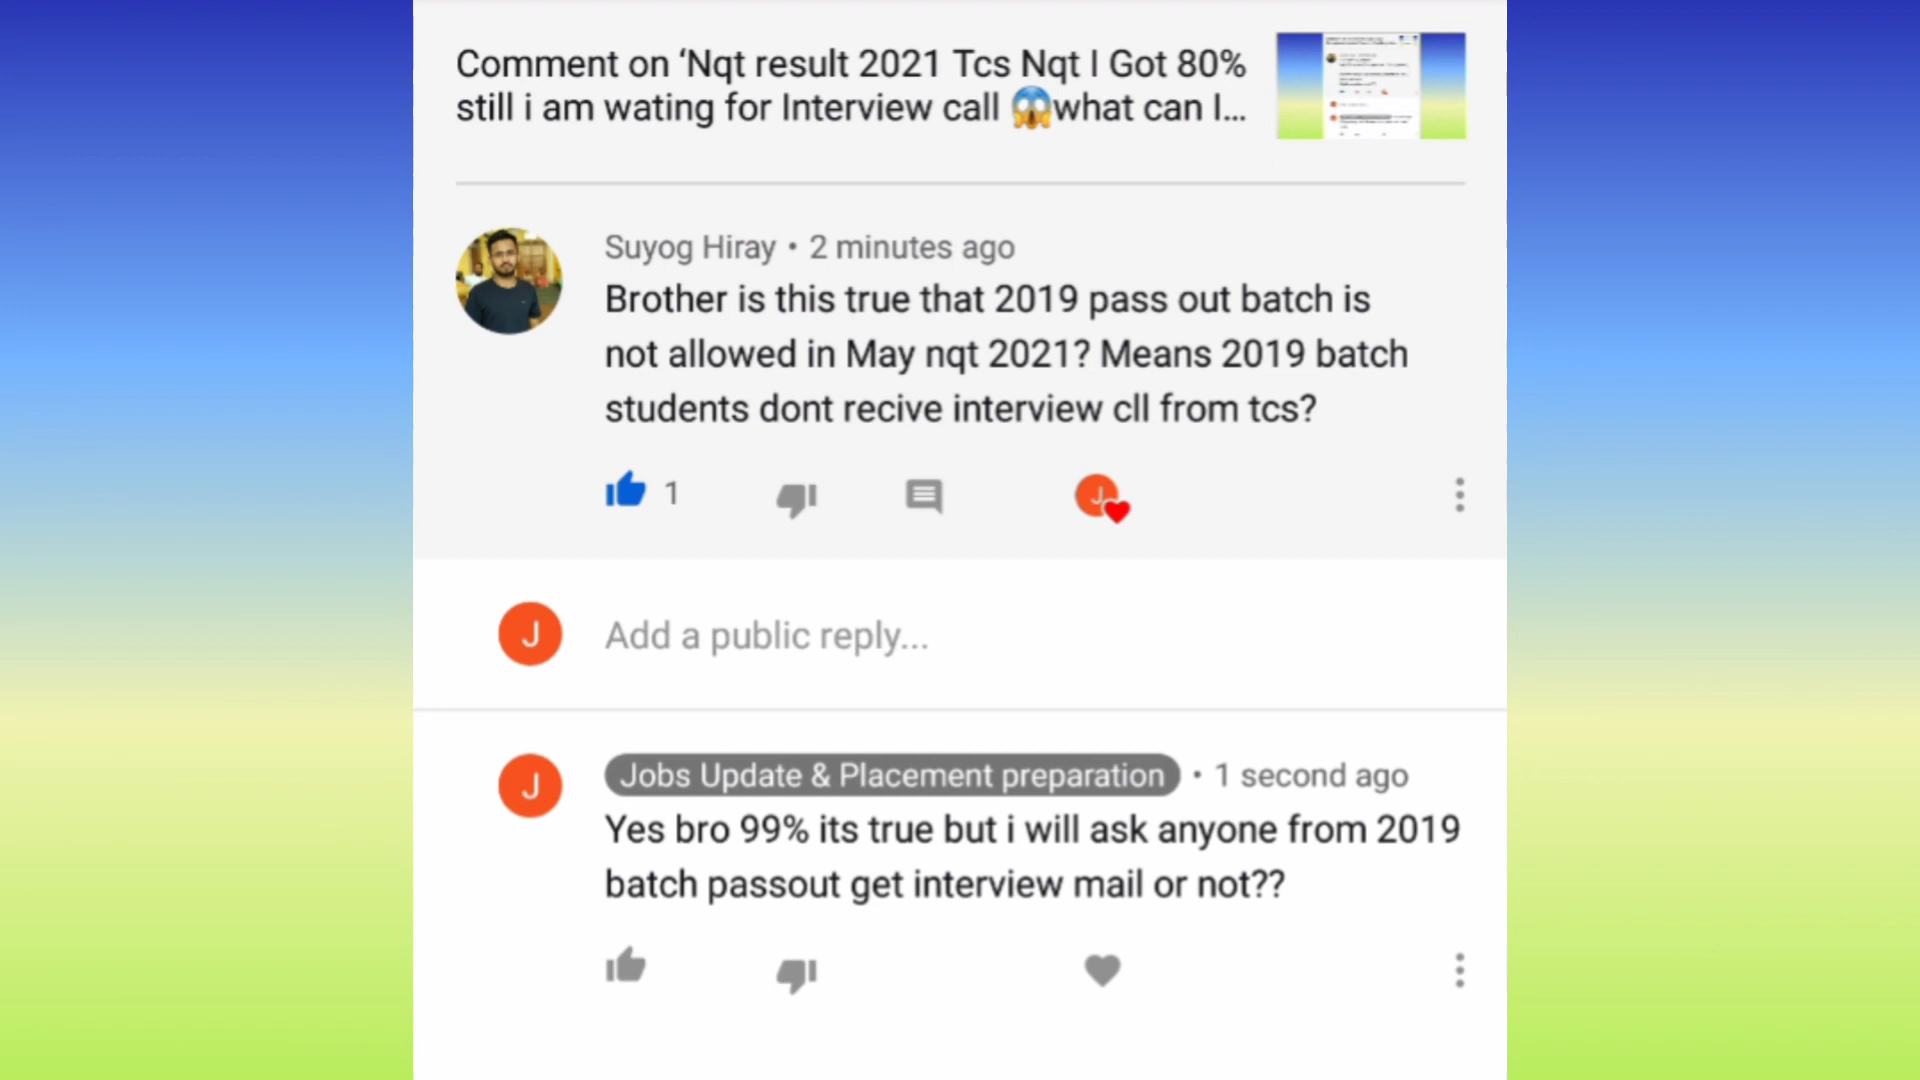 Comment on ‘Nqt result 2021 Tcs Nqt I Got 80%
still i am wating for Interview call 😱what can I...
Suyog Hiray • 2 minutes ago
Brother is this true that 2019 pass out batch is
not allowed in May nqt 2021? Means 2019 batch
students dont recive interview cll from tcs?
1
J
J
Add a public reply...
J
Jobs Update & Placement preparation • 1 second ago
Yes bro 99% its true but i will ask anyone from 2019
batch passout get interview mail or not??